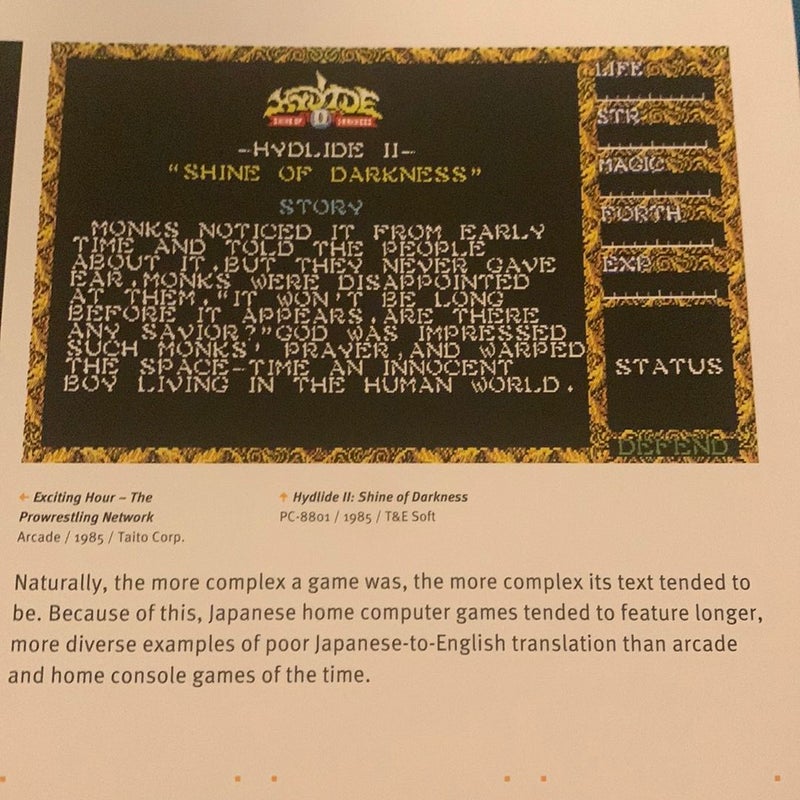 HYDLIDE II
SHINE OF DARKNESS
-HYDLIDE II-
"SHINE OF DARKNESS"
STORY
MONKS NOTICED IT FROM EARLY
TIME AND TOLD THE PEOPLE
ABOUT IT.BUT THEY NEVER GAVE
EAR.MONKS WERE DISAPPOINTED
AT THEM."IT WON'T BE LONG
BEFORE IT APPEARS.ARE THERE
ANY SAVIOR?"GOD WAS IMPRESSED
SUCH MONKS' PRAYER,AND WARPED
THE SPACE-TIME AN INNOCENT
BOY LIVING IN THE HUMAN WORLD.
LIFE
STR
MAGIC
FORTH
EXP
STATUS
DEFEND
← Exciting Hour – The
Prowrestling Network
Arcade / 1985 / Taito Corp.
↑ Hydlide II: Shine of Darkness
PC-8801 / 1985 / T&E Soft
Naturally, the more complex a game was, the more complex its text tended to
be. Because of this, Japanese home computer games tended to feature longer,
more diverse examples of poor Japanese-to-English translation than arcade
and home console games of the time.